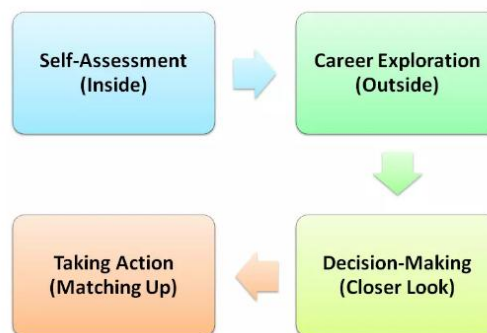 Self-Assessment
(Inside)
Career Exploration
(Outside)
Decision-Making
(Closer Look)
Taking Action
(Matching Up)